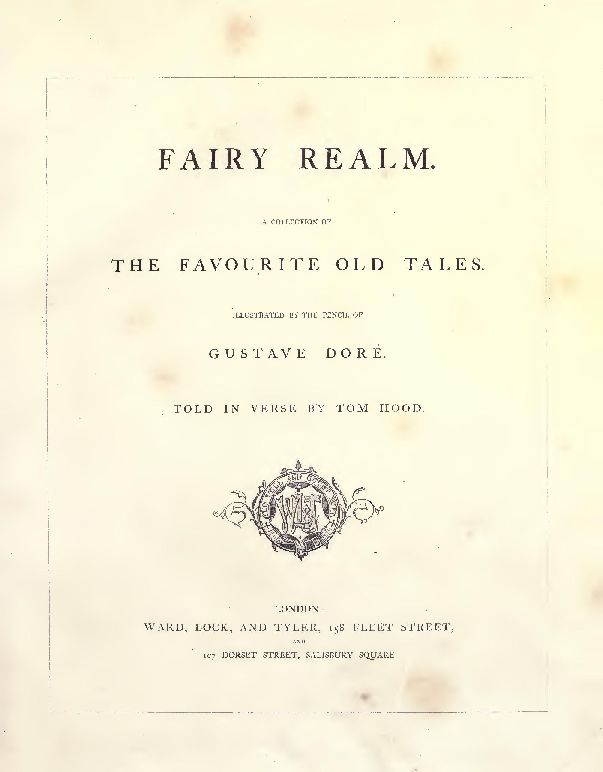 FAIRY REALM.
A COLLECTION OF
THE FAVOURITE OLD TALES.
ILLUSTRATED BY THE PENCIL OF
GUSTAVE DORÉ.
TOLD IN VERSE BY TOM HOOD.
LONDON
WARD, LOCK, AND TYLER, 158 FLEET STREET,
AND
107 DORSET STREET, SALISBURY SQUARE